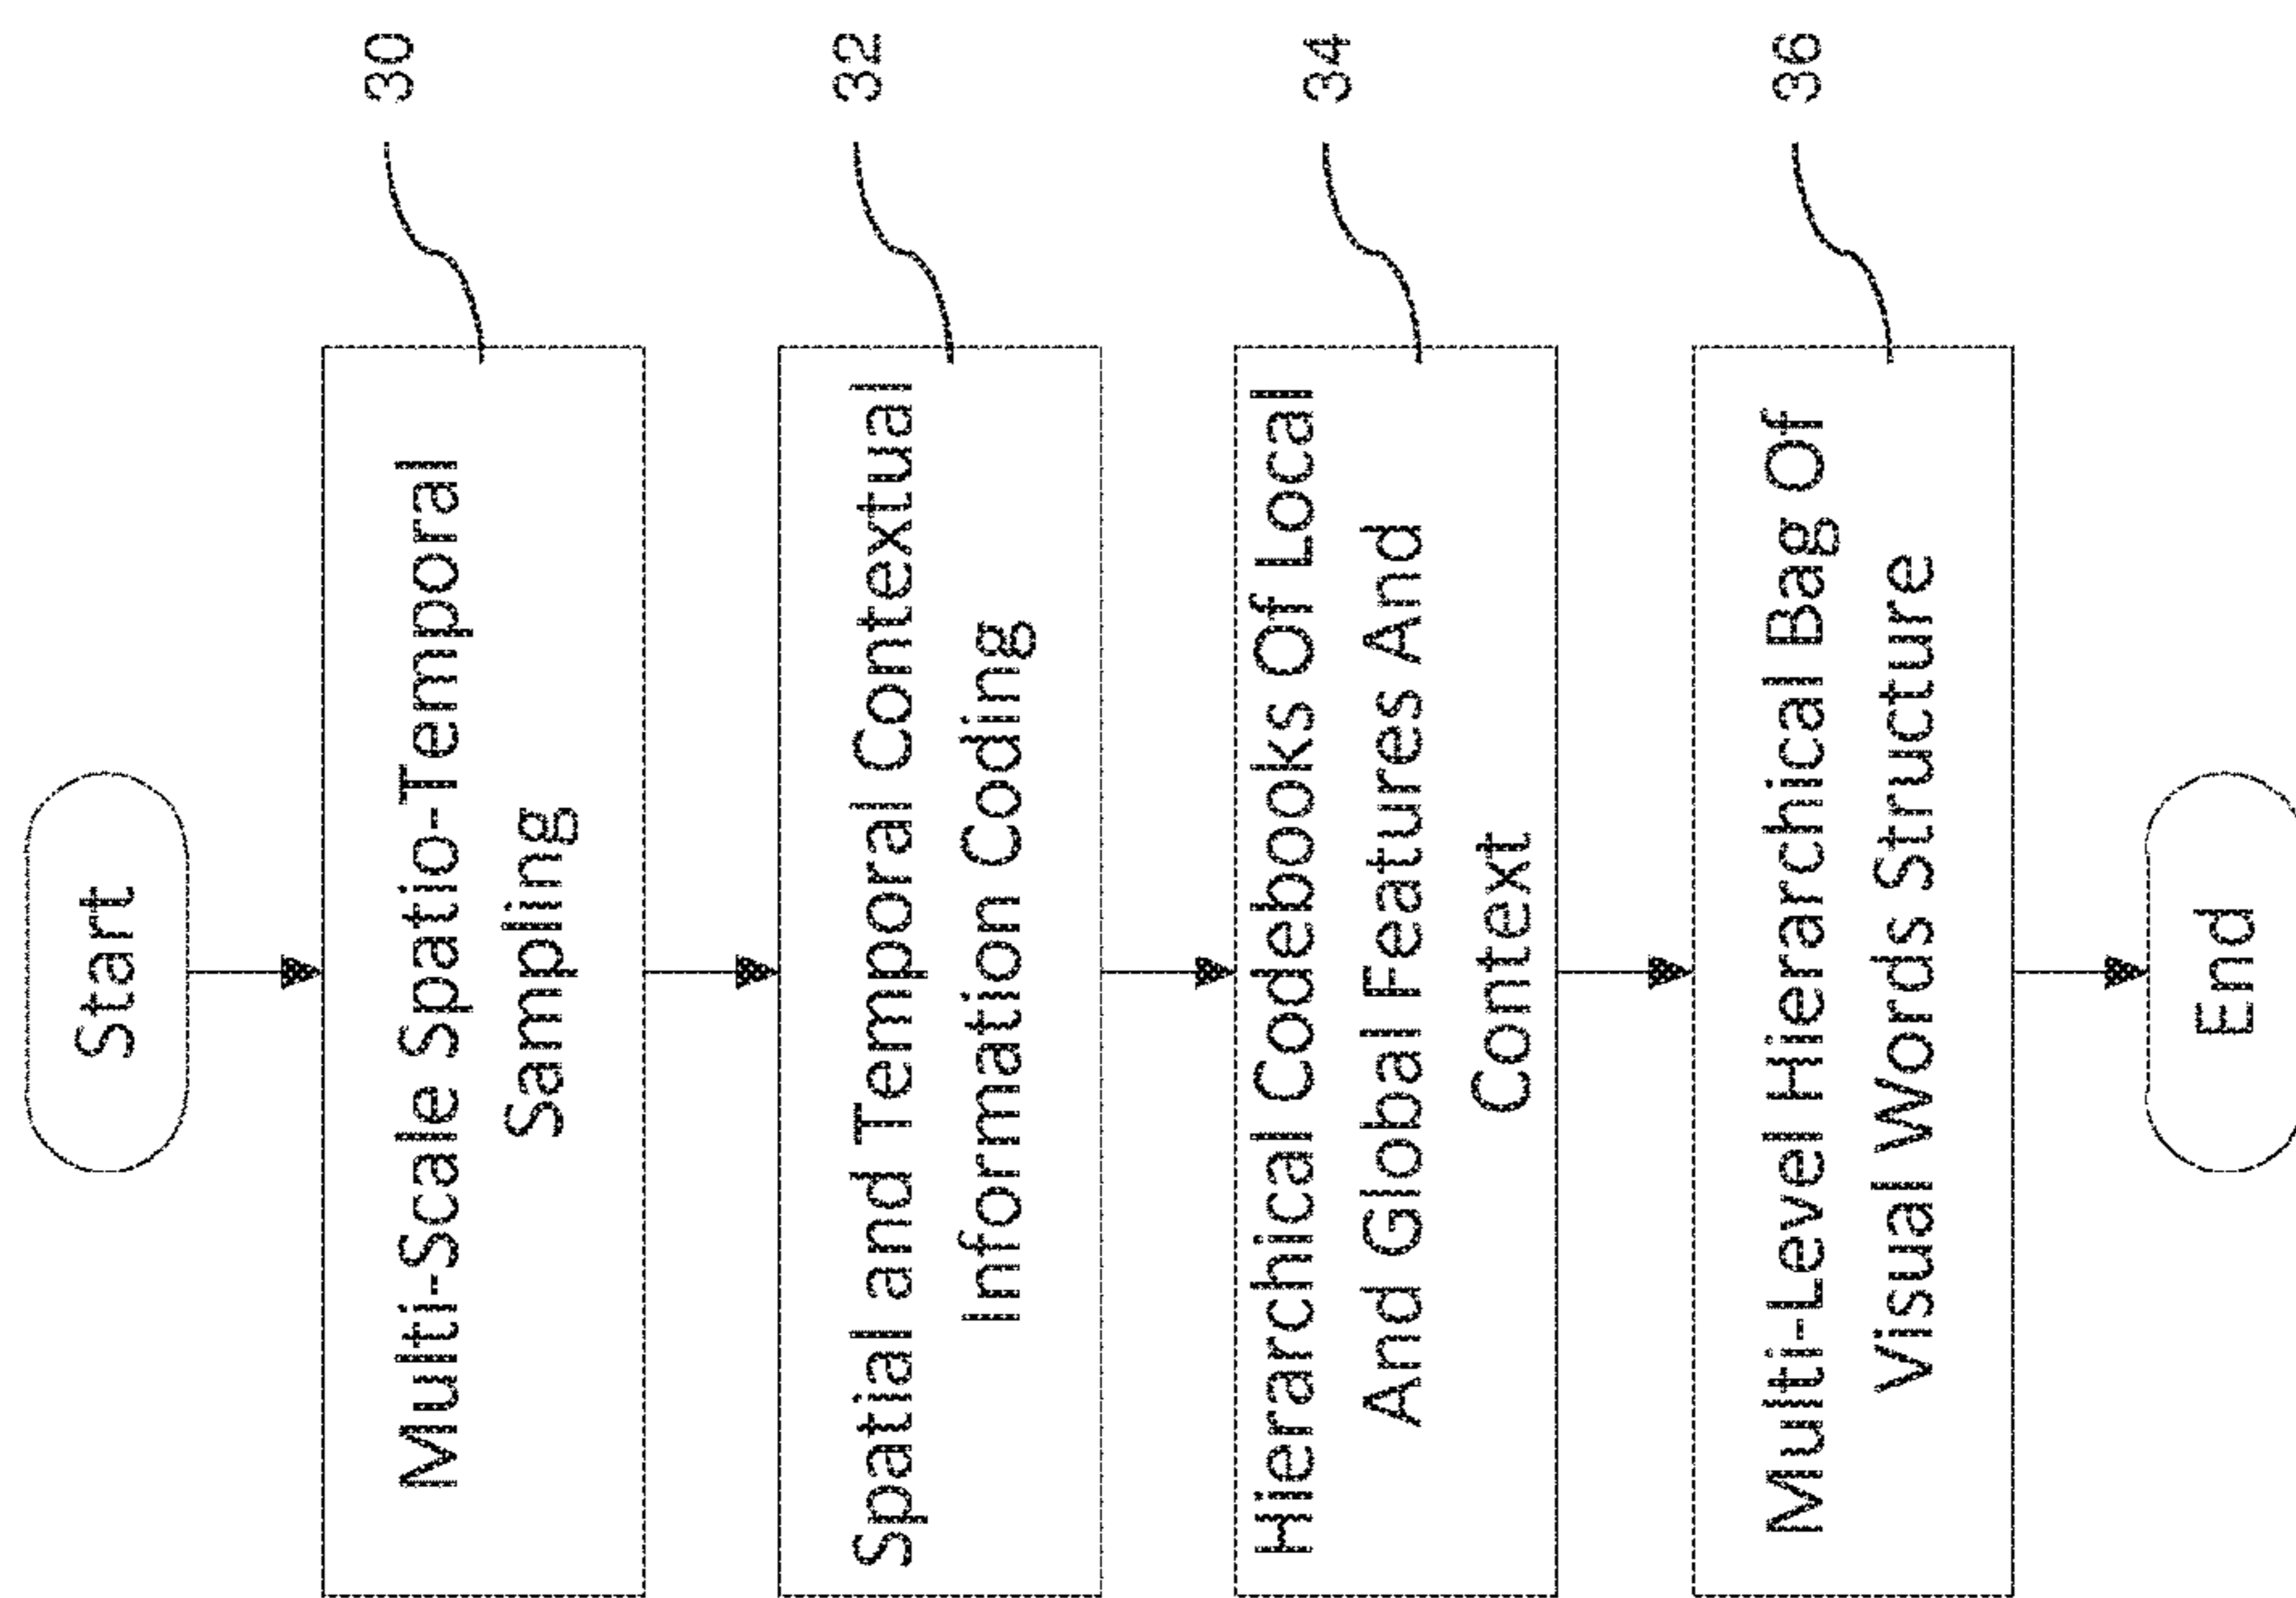 Start
Multi-Scale Spatio-Temporal
Sampling
30
Spatial and Temporal Contextual
Information Coding
32
Hierarchical Codebooks Of Local
And Global Features And
Context
34
Multi-Level Hierarchical Bag Of
Visual Words Structure
36
End